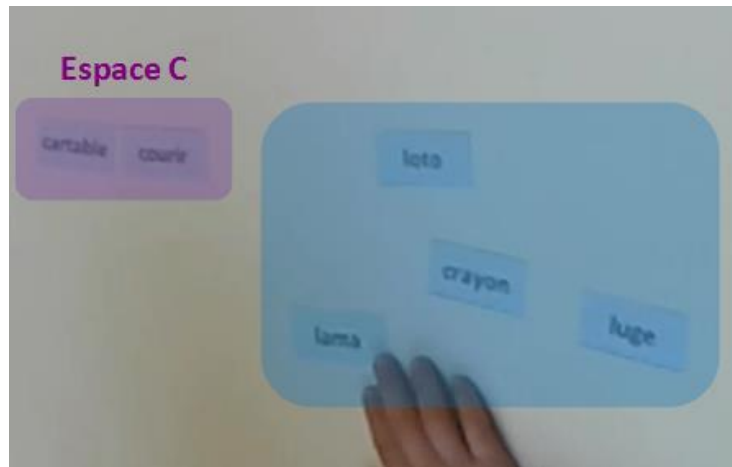 Espace C
cartable courir
loto
crayon
luge
lama